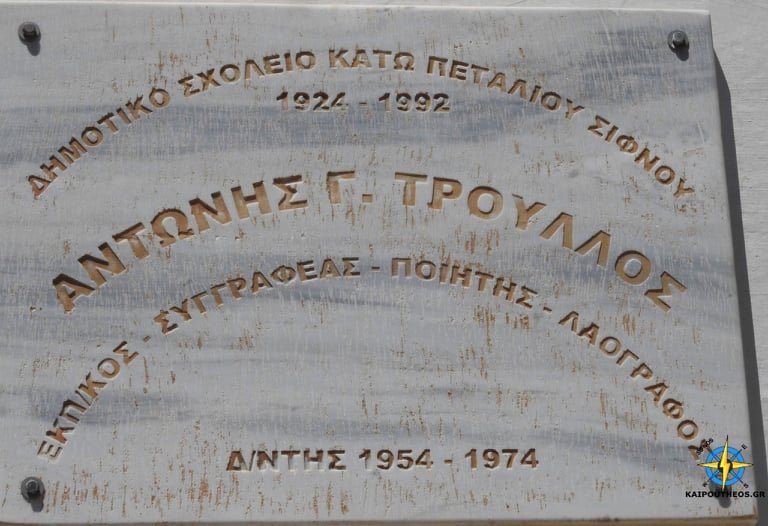 ΔΗΜΟΤΙΚΟ ΣΧΟΛΕΙΟ ΚΑΤΩ ΠΕΤΑΛΙΟΥ ΣΙΦΝΟΥ
1924 - 1992
ΑΝΤΩΝΗΣ Γ. ΤΡΟΥΛΛΟΣ
ΕΚΠ/ΚΟΣ - ΣΥΓΓΡΑΦΕΑΣ - ΠΟΙΗΤΗΣ - ΛΑΟΓΡΑΦΟΣ
Δ/ΝΤΗΣ 1954 - 1974
KAIPOUTHEOS.GR